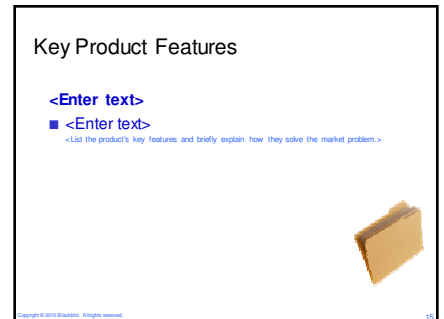 Key Product Features
<Enter text>
<Enter text>
<List the product's key features and briefly explain how they solve the market problem.>
Copyright © 2010 Blackblot. All rights reserved.
15